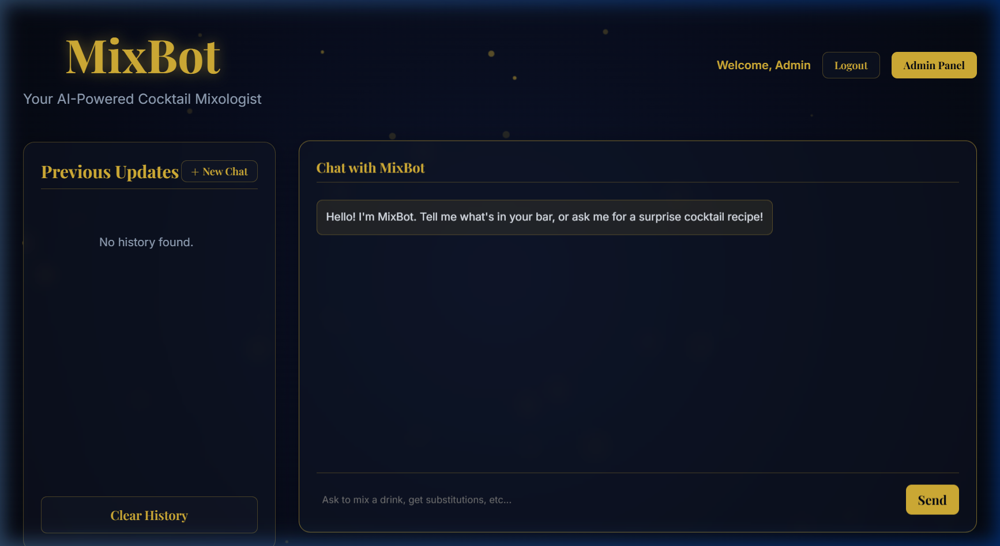 MixBot
Your AI-Powered Cocktail Mixologist
Welcome, Admin
Logout
Admin Panel
Previous Updates
+ New Chat
No history found.
Clear History
Chat with MixBot
Hello! I'm MixBot. Tell me what's in your bar, or ask me for a surprise cocktail recipe!
Ask to mix a drink, get substitutions, etc...
Send